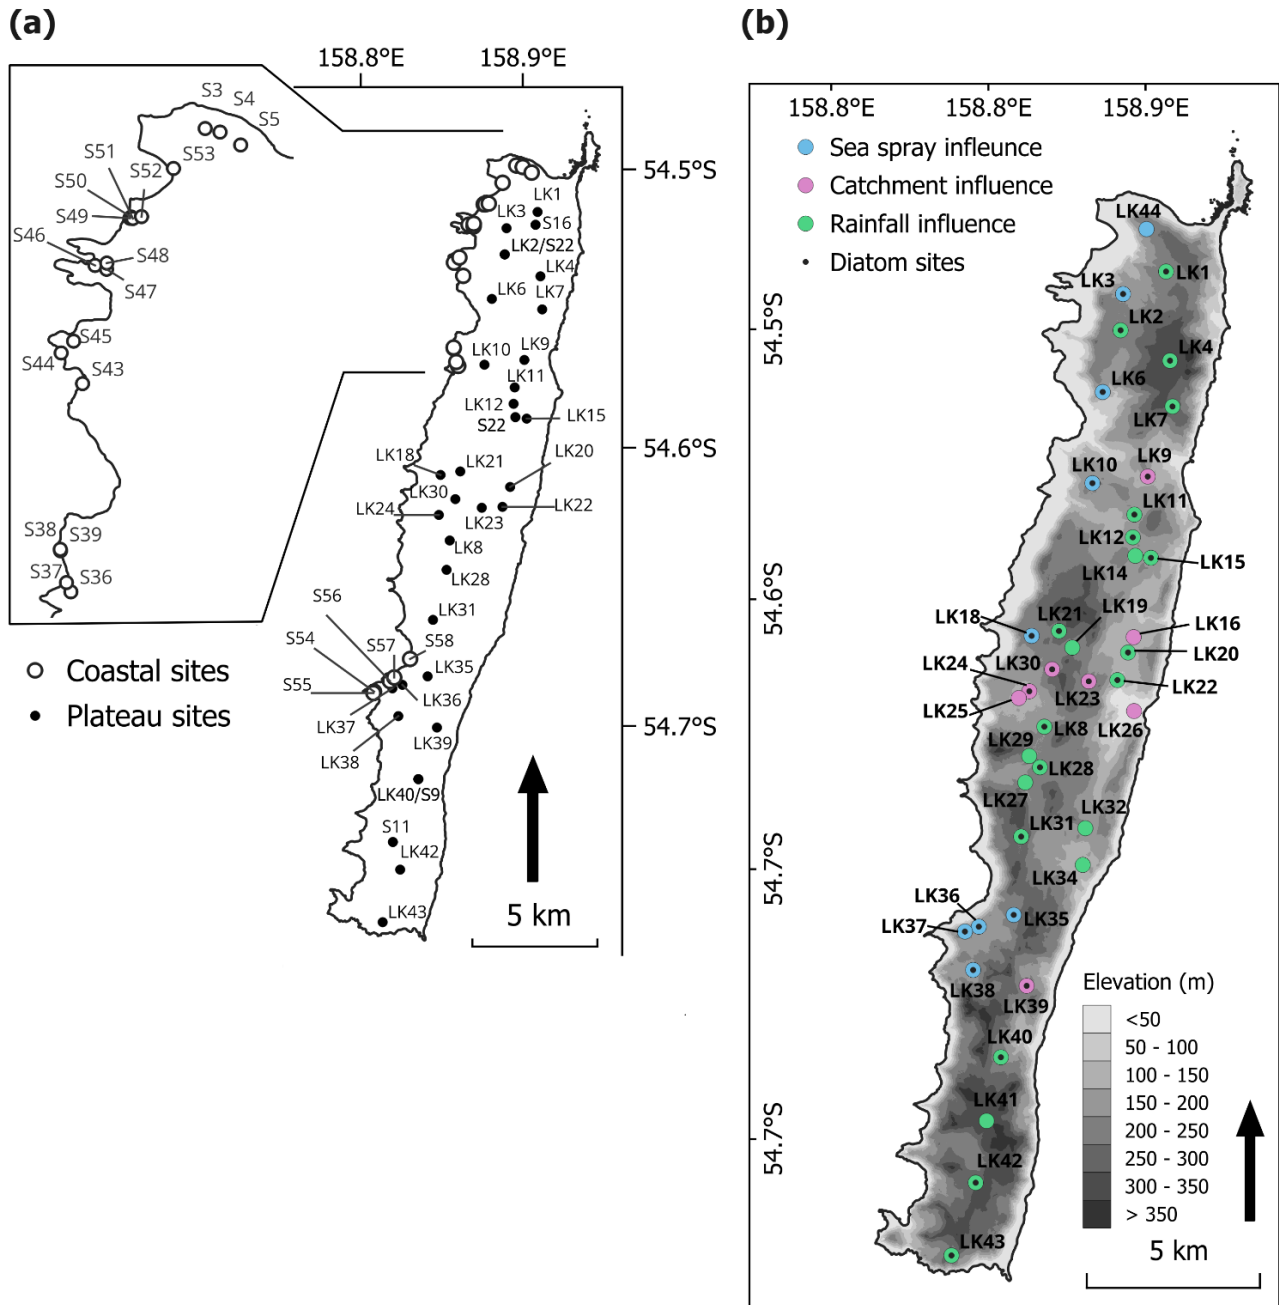 (a)
158.8°E
158.9°E
S3
S4
S5
S53
S51
S52
S50
S49
S46
S48
S47
S45
S44
S43
S38
S39
S37
S36
54.5°S
54.6°S
54.7°S
LK1
LK3
S16
LK2/S22
LK4
LK6
LK7
LK10
LK9
LK11
LK12
S22
LK15
LK18
LK21
LK20
LK30
LK24
LK23
LK22
LK8
LK28
LK31
S56
S54
S57
S58
S55
LK35
LK36
LK37
LK38
LK39
LK40/S9
S11
LK42
LK43
Coastal sites
Plateau sites
5 km
(b)
158.8°E
158.8°E
158.9°E
Sea spray infleunce
Catchment influence
Rainfall influence
Diatom sites
54.5°S
54.6°S
54.7°S
54.7°S
LK44
LK3
LK1
LK2
LK4
LK6
LK7
LK9
LK10
LK11
LK12
LK14
LK15
LK19
LK21
LK18
LK16
LK20
LK30
LK24
LK23
LK22
LK25
LK26
LK8
LK29
LK28
LK27
LK32
LK31
LK34
LK36
LK37
LK35
LK38
LK39
LK40
LK41
LK42
LK43
Elevation (m)
<50
50 - 100
100 - 150
150 - 200
200 - 250
250 - 300
300 - 350
> 350
5 km